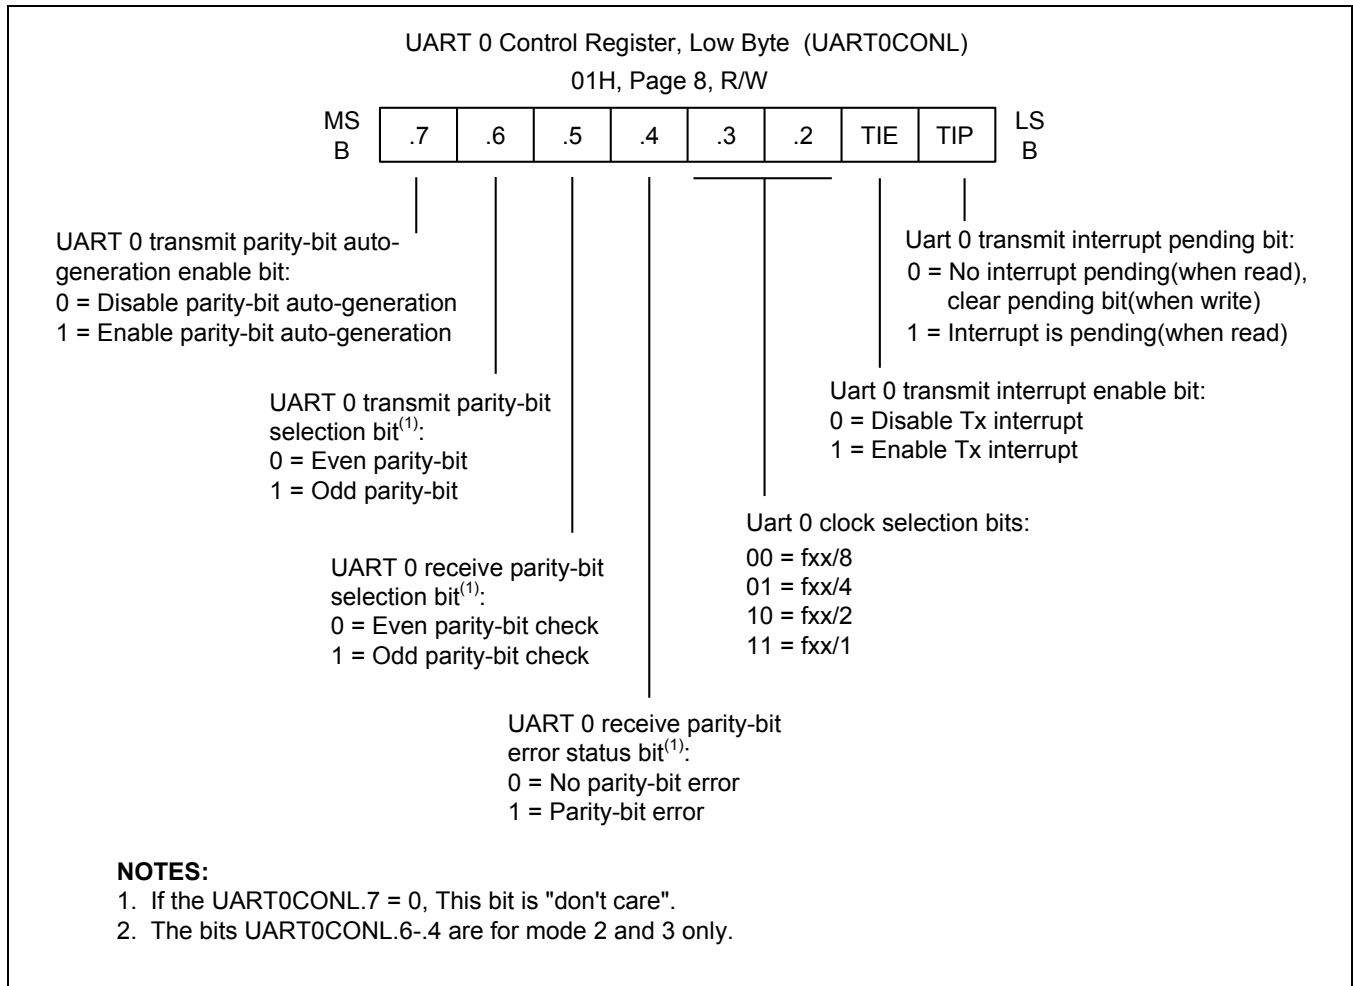 UART 0 Control Register, Low Byte (UART0CONL)
01H, Page 8, R/W
MS
B
.7 .6 .5 .4 .3 .2 TIE TIP
LS
B
UART 0 transmit parity-bit auto-
generation enable bit:
0 = Disable parity-bit auto-generation
1 = Enable parity-bit auto-generation
Uart 0 transmit interrupt pending bit:
0 = No interrupt pending(when read),
clear pending bit(when write)
1 = Interrupt is pending(when read)
UART 0 transmit parity-bit
selection bit(1):
0 = Even parity-bit
1 = Odd parity-bit
Uart 0 transmit interrupt enable bit:
0 = Disable Tx interrupt
1 = Enable Tx interrupt
UART 0 receive parity-bit
selection bit(1):
0 = Even parity-bit check
1 = Odd parity-bit check
Uart 0 clock selection bits:
00 = fxx/8
01 = fxx/4
10 = fxx/2
11 = fxx/1
UART 0 receive parity-bit
error status bit(1):
0 = No parity-bit error
1 = Parity-bit error
NOTES:
1. If the UART0CONL.7 = 0, This bit is "don't care".
2. The bits UART0CONL.6-.4 are for mode 2 and 3 only.